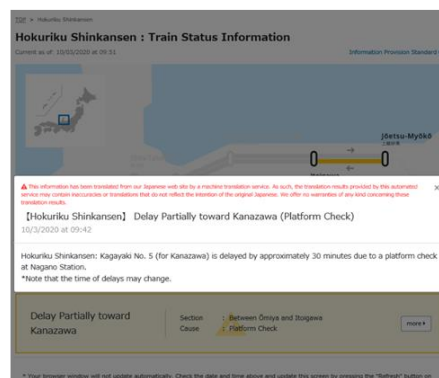 TOP > Hokuriku Shinkansen
Hokuriku Shinkansen : Train Status Information
Current as of 10/03/2020 at 09:51
Information Provision Standard
Jōetsu-Myōkō
上越妙高
This information has been translated from our Japanese web site by a machine translation service. As such, the translation results provided by this automated
service may contain inaccuracies or translations that do not reflect the intention of the original Japanese. We offer no warranties of any kind concerning these
translation results.
【Hokuriku Shinkansen】 Delay Partially toward Kanazawa (Platform Check)
10/3/2020 at 09:42
Hokuriku Shinkansen: Kagayaki No. 5 (for Kanazawa) is delayed by approximately 30 minutes due to a platform check
at Nagano Station.
*Note that the time of delays may change.
Delay Partially toward
Kanazawa
Section : Between Ōmiya and Itoigawa
Cause : Platform Check
more
* Your browser window will not update automatically. Check the date and time above and update this screen by pressing the "Refresh" button on